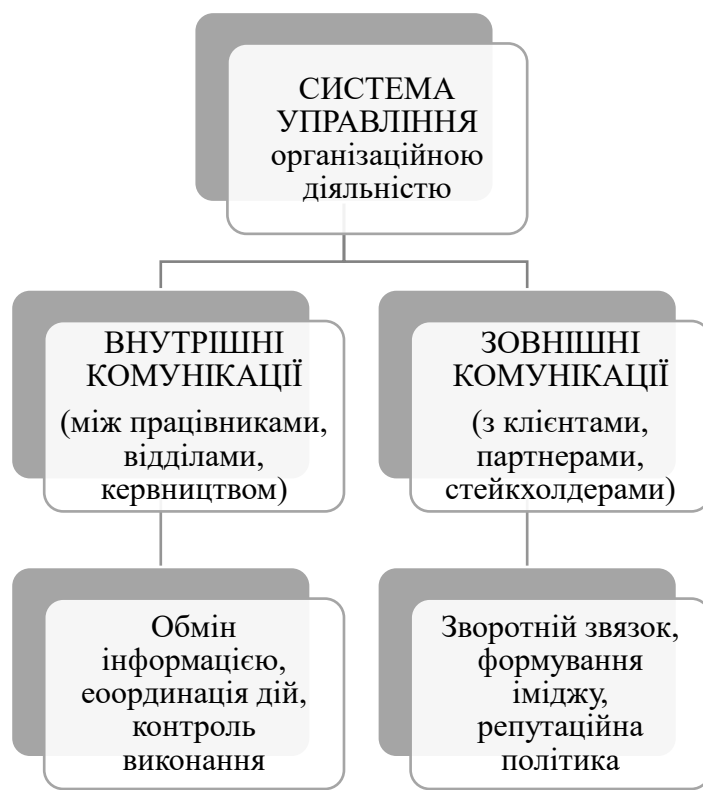 СИСТЕМА
УПРАВЛІННЯ
організаційною
діяльністю
ВНУТРІШНІ
КОМУНІКАЦІЇ
(між працівниками,
відділами,
кервництвом)
ЗОВНІШНІ
КОМУНІКАЦІЇ
(з клієнтами,
партнерами,
стейкхолдерами)
Обмін
інформацією,
еоординація дій,
контроль
виконання
Зворотній звязок,
формування
іміджу,
репутаційна
політика